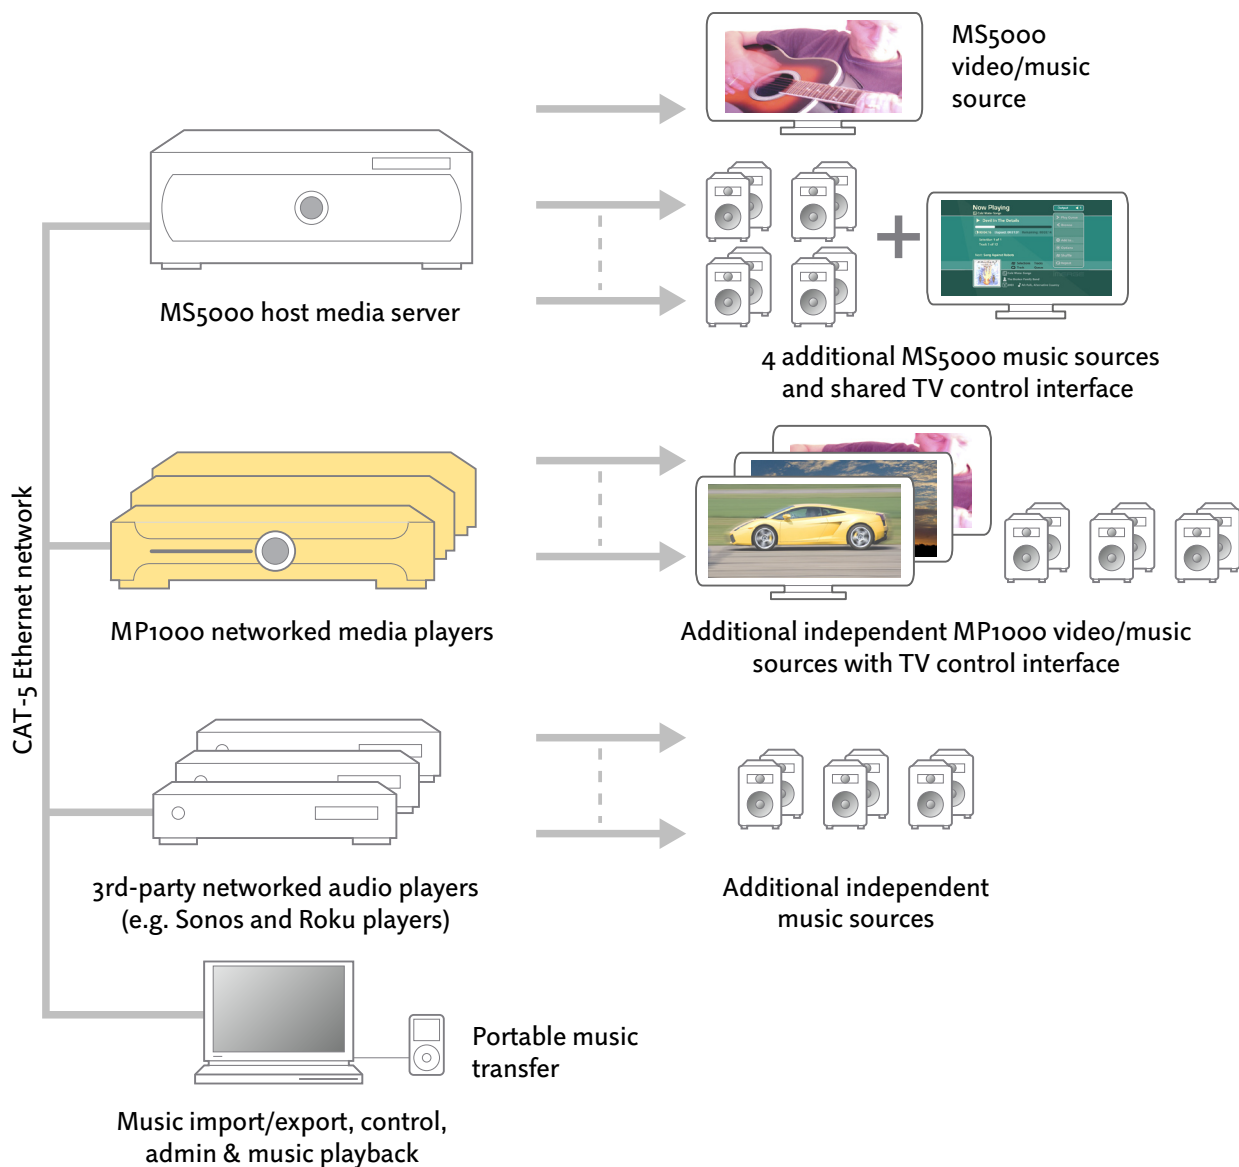 MS5000
video/music
source
Now Playing
MS5000 host media server
4 additional MS5000 music sources
and shared TV control interface
CAT-5 Ethernet network
MP1000 networked media players
Additional independent MP1000 video/music
sources with TV control interface
3rd-party networked audio players
(e.g. Sonos and Roku players)
Additional independent
music sources
Portable music
transfer
Music import/export, control,
admin & music playback